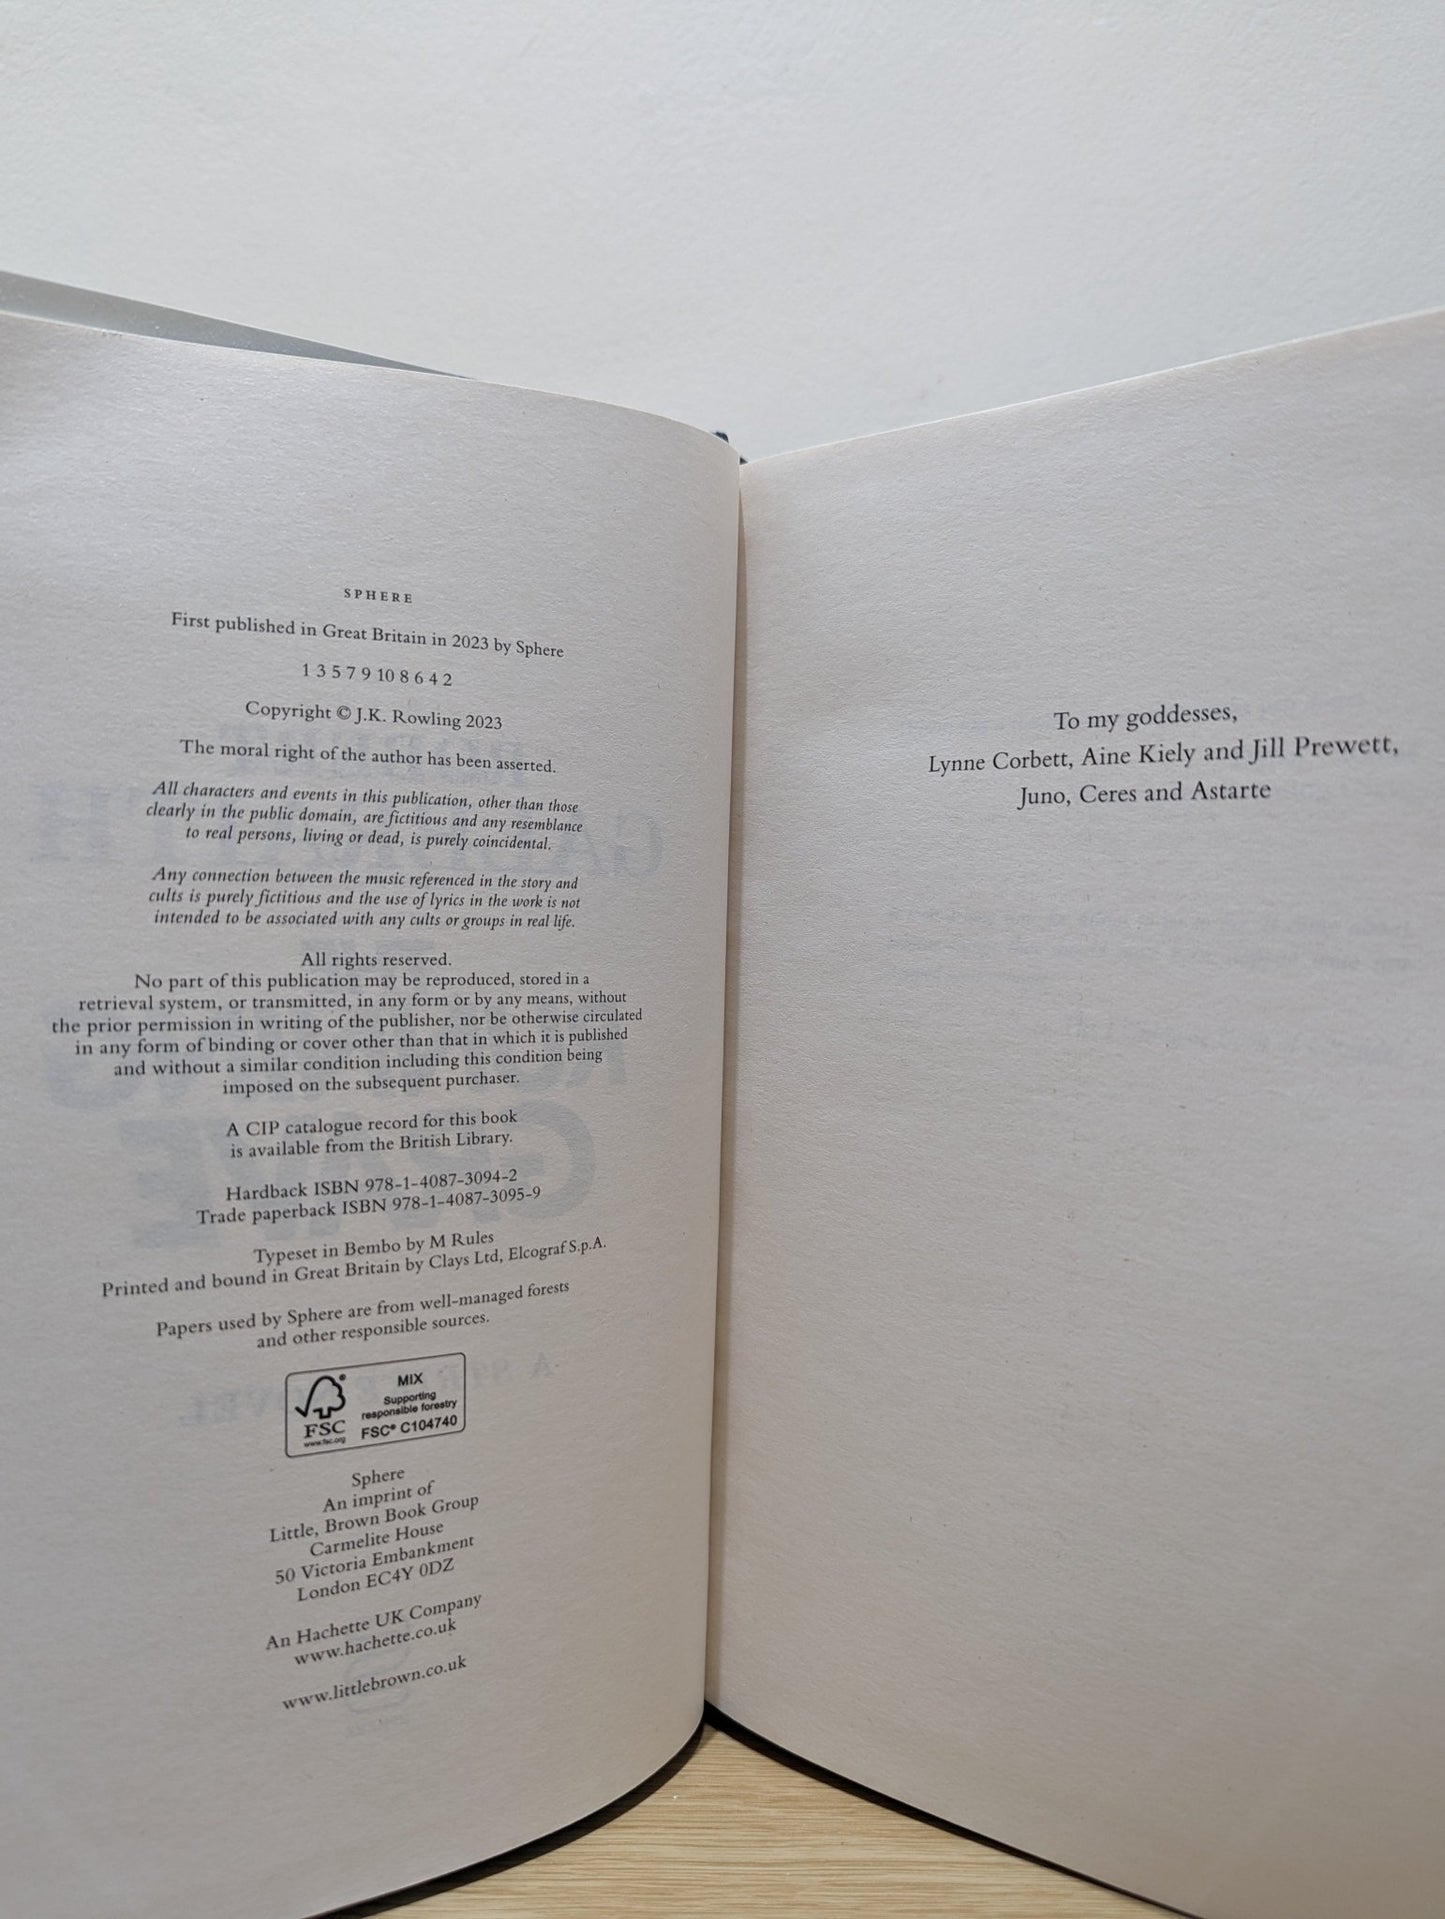 SPHERE
First published in Great Britain in 2023 by Sphere
1 3 5 7 9 10 8 6 4 2
Copyright © J.K. Rowling 2023
The moral right of the author has been asserted.
All characters and events in this publication, other than those
clearly in the public domain, are fictitious and any resemblance
to real persons, living or dead, is purely coincidental.
Any connection between the music referenced in the story and
cults is purely fictitious and the use of lyrics in the work is not
intended to be associated with any cults or groups in real life.
All rights reserved.
No part of this publication may be reproduced, stored in a
retrieval system, or transmitted, in any form or by any means, without
the prior permission in writing of the publisher, nor be otherwise circulated
in any form of binding or cover other than that in which it is published
and without a similar condition including this condition being
imposed on the subsequent purchaser.
A CIP catalogue record for this book
is available from the British Library.
Hardback ISBN 978-1-4087-3094-2
Trade paperback ISBN 978-1-4087-3095-9
Typeset in Bembo by M Rules
Printed and bound in Great Britain by Clays Ltd, Elcograf S.p.A.
Papers used by Sphere are from well-managed forests
and other responsible sources.
FSC
www.fsc.org
MIX
Supporting
responsible forestry
FSC® C104740
Sphere
An imprint of
Little, Brown Book Group
Carmelite House
50 Victoria Embankment
London EC4Y 0DZ
An Hachette UK Company
www.hachette.co.uk
www.littlebrown.co.uk
To my goddesses,
Lynne Corbett, Aine Kiely and Jill Prewett,
Juno, Ceres and Astarte